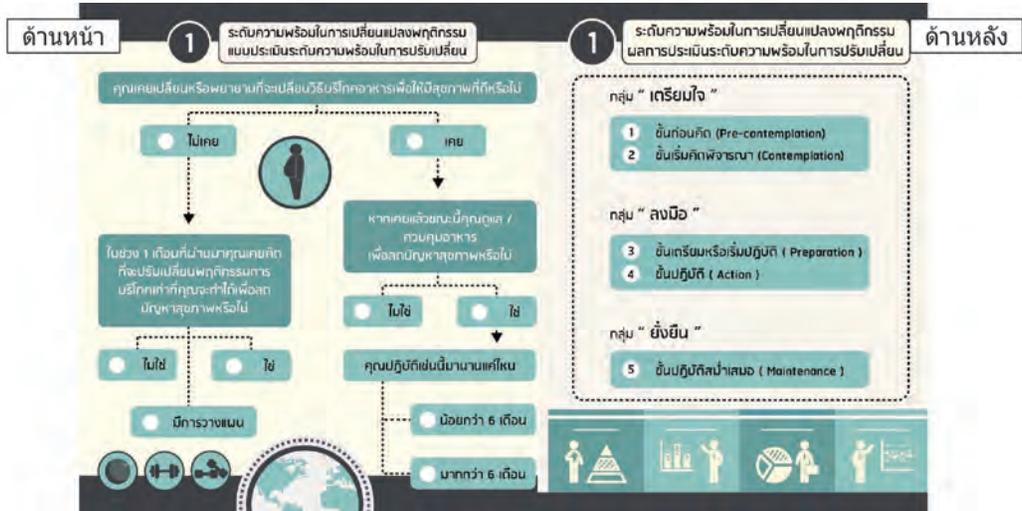 ด้านหน้า
1
ระดับความพร้อมในการเปลี่ยนแปลงพฤติกรรม
แบบประเมินระดับความพร้อมในการปรับเปลี่ยน
คุณเคยเปลี่ยนหรือพยายามที่จะเปลี่ยนวิธีบริโภคอาหารเพื่อให้มีสุขภาพที่ดีหรือไม่
ไม่เคย
เคย
ในช่วง 1 เดือนที่ผ่านมาคุณเคยคิด
ที่จะปรับเปลี่ยนพฤติกรรมการ
บริโภคเท่าที่คุณจะทำได้เพื่อลด
ปัญหาสุขภาพหรือไม่
ไม่ใช่
ใช่
มีการวางแผน
หากเคยแล้วขณะนี้คุณดูแล /
ควบคุมอาหาร
เพื่อลดปัญหาสุขภาพหรือไม่
ไม่ใช่
ใช่
คุณปฏิบัติเช่นนี้มานานแค่ไหน
น้อยกว่า 6 เดือน
มากกว่า 6 เดือน
1
ระดับความพร้อมในการเปลี่ยนแปลงพฤติกรรม
ผลการประเมินระดับความพร้อมในการปรับเปลี่ยน
ด้านหลัง
กลุ่ม “ เตรียมใจ ”
1 ขั้นก่อนคิด (Pre-contemplation)
2 ขั้นเริ่มคิดพิจารณา (Contemplation)
กลุ่ม “ ลงมือ ”
3 ขั้นเตรียมหรือเริ่มปฏิบัติ ( Preparation )
4 ขั้นปฏิบัติ ( Action )
กลุ่ม “ ยั่งยืน ”
5 ขั้นปฏิบัติสม่ำเสมอ ( Maintenance )